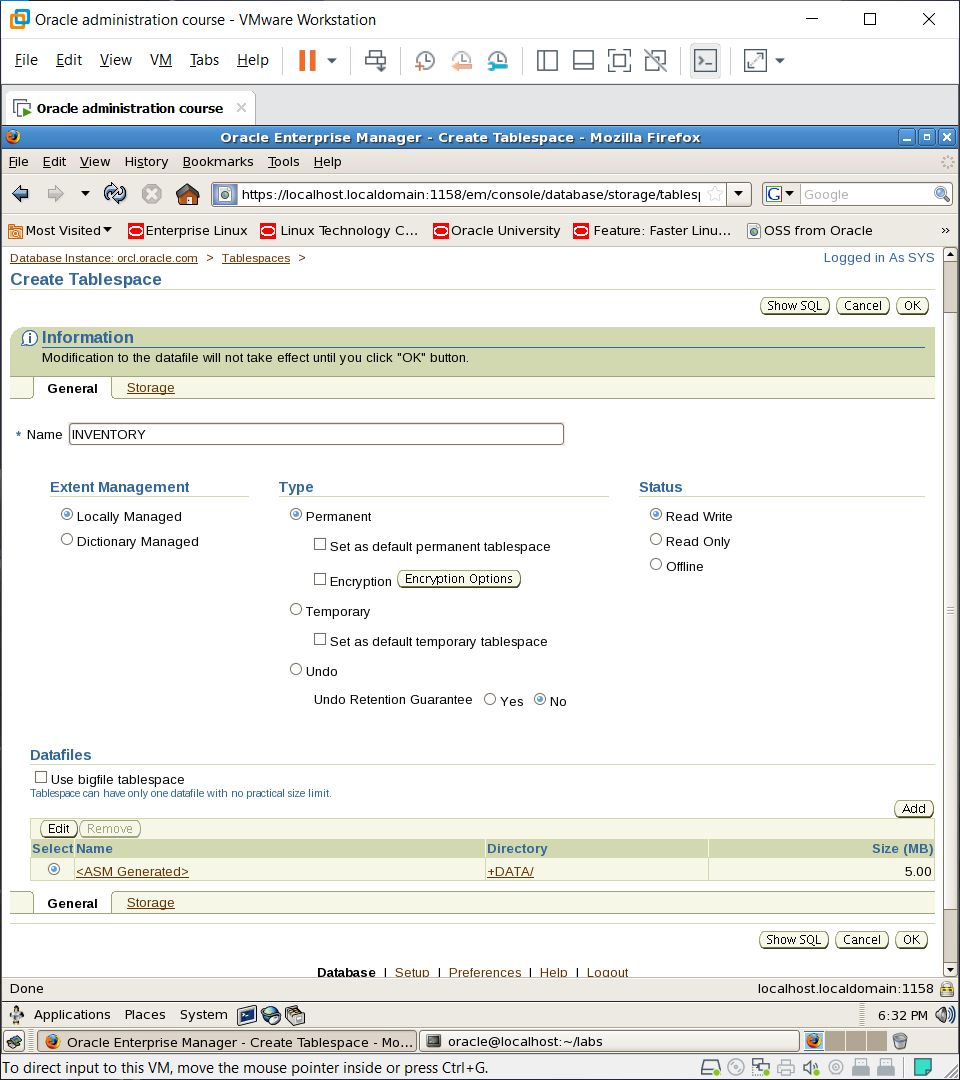 Oracle administration course - VMware Workstation
File Edit View VM Tabs Help
Oracle administration course
Oracle Enterprise Manager - Create Tablespace - Mozilla Firefox
File Edit View History Bookmarks Tools Help
https://localhost.localdomain:1158/em/console/database/storage/tablesp
G Google
Most Visited Enterprise Linux Linux Technology C... Oracle University Feature: Faster Linu... OSS from Oracle »
Database Instance: orcl.oracle.com > Tablespaces > Logged in As SYS
Create Tablespace
Show SQL Cancel OK
Information
Modification to the datafile will not take effect until you click "OK" button.
General Storage
* Name INVENTORY
Extent Management Type Status
Locally Managed Permanent Read Write
Dictionary Managed Set as default permanent tablespace Read Only
Encryption Encryption Options Offline
Temporary
Set as default temporary tablespace
Undo
Undo Retention Guarantee Yes No
Datafiles
Use bigfile tablespace
Tablespace can have only one datafile with no practical size limit.
Add
Edit Remove
Select Name Directory Size (MB)
<ASM Generated> +DATA/ 5.00
General Storage
Show SQL Cancel OK
Database | Setup | Preferences | Help | Logout
Done localhost.localdomain:1158
Applications Places System 6:32 PM
Oracle Enterprise Manager - Create Tablespace - Mo... oracle@localhost:~/labs
To direct input to this VM, move the mouse pointer inside or press Ctrl+G.